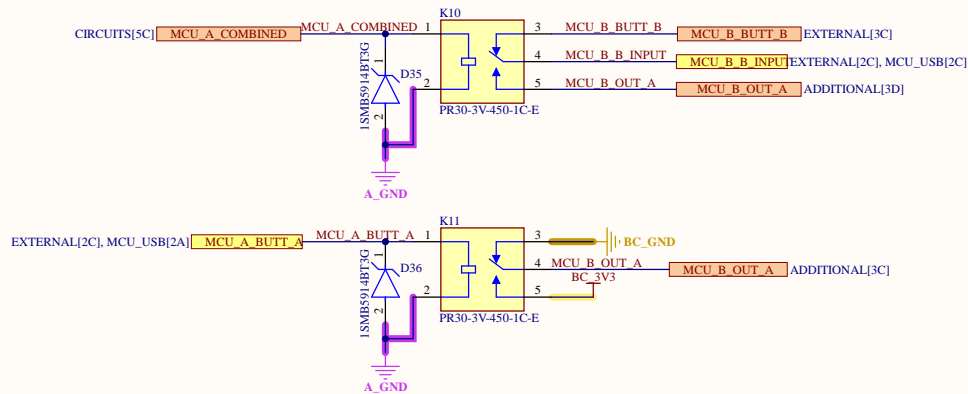 K10
CIRCUITS[5C] MCU_A_COMBINED MCU_A_COMBINED 1 3 MCU_B_BUTT_B MCU_B_BUTT_B EXTERNAL[3C]
4 MCU_B_B_INPUT MCU_B_B_INPUT EXTERNAL[2C], MCU_USB[2C]
1 D35
1SMB5914BT3G
2 5 MCU_B_OUT_A MCU_B_OUT_A ADDITIONAL[3D]
PR30-3V-450-1C-E
2
A_GND
K11
EXTERNAL[2C], MCU_USB[2A] MCU_A_BUTT_A MCU_A_BUTT_A 1 3 BC_GND
1 D36
1SMB5914BT3G
4 MCU_B_OUT_A MCU_B_OUT_A ADDITIONAL[3C]
BC_3V3
2 5
PR30-3V-450-1C-E
2
A_GND